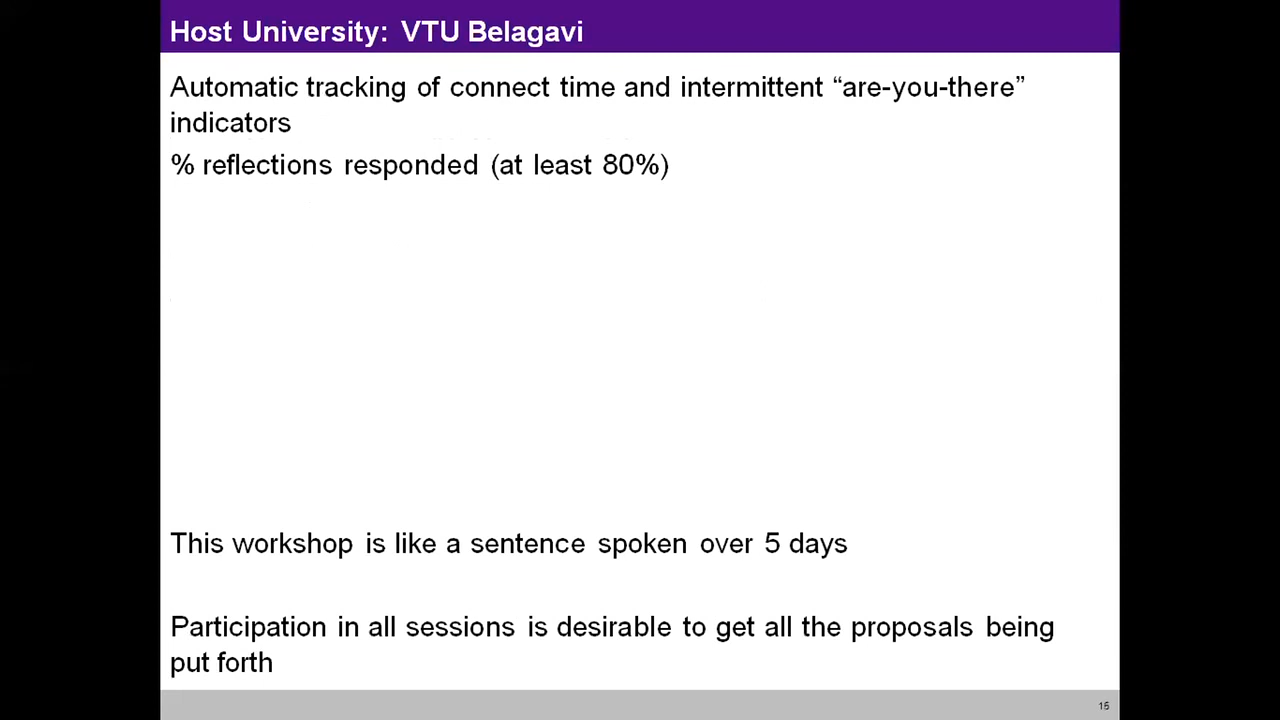 Host University: VTU Belagavi
Automatic tracking of connect time and intermittent “are-you-there”
indicators
% reflections responded (at least 80%)
This workshop is like a sentence spoken over 5 days
Participation in all sessions is desirable to get all the proposals being
put forth
15